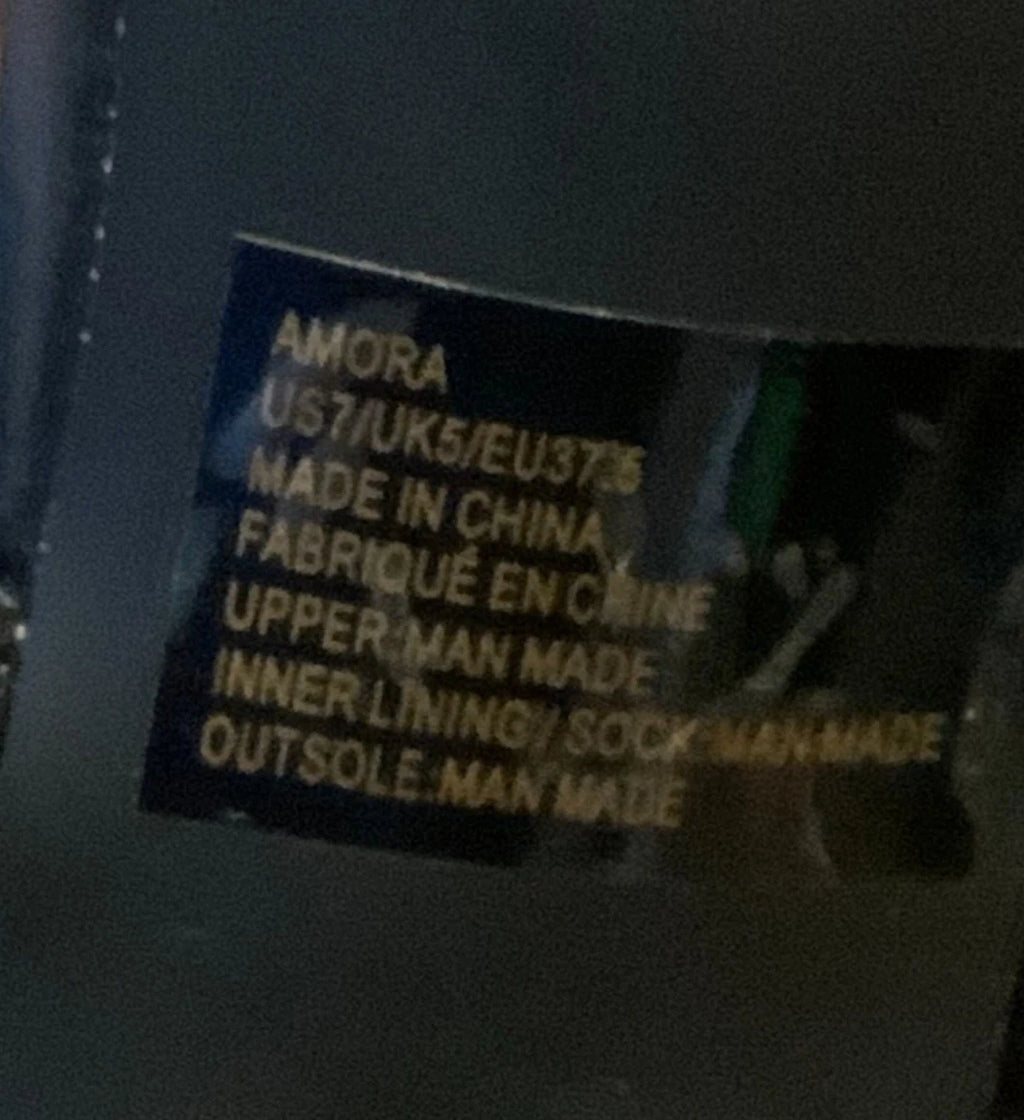 AMORA
US7/UK5/EU37.5
MADE IN CHINA
FABRIQUÉ EN CHINE
UPPER:MAN MADE
INNER LINING/ SOCK:MAN MADE
OUTSOLE:MAN MADE